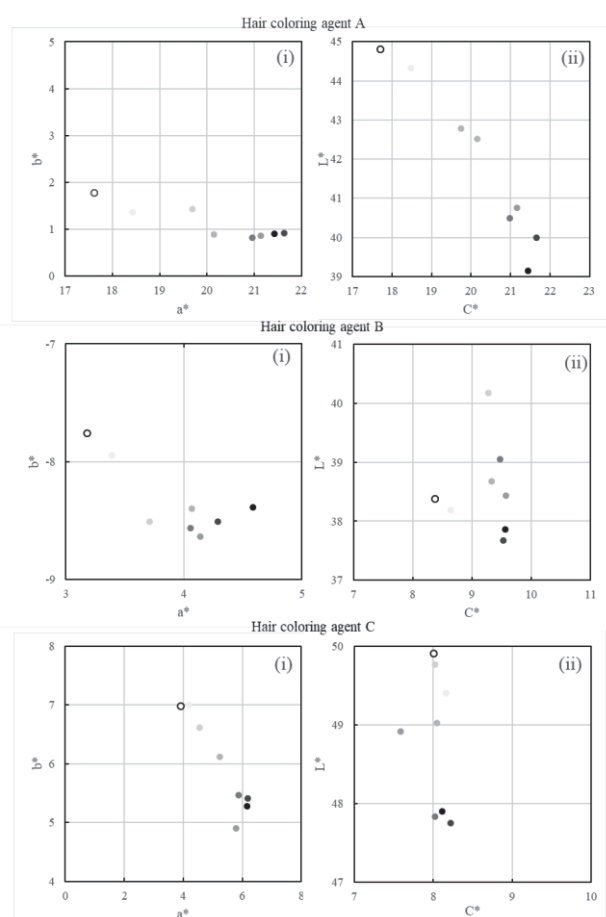 Hair coloring agent A
(i)
5
4
3
2
1
0
b*
17 18 19 20 21 22
a*
(ii)
45
44
43
42
41
40
39
L*
17 18 19 20 21 22 23
C*
Hair coloring agent B
(i)
-7
-8
-9
b*
3 4 5
a*
(ii)
41
40
39
38
37
L*
7 8 9 10 11
C*
Hair coloring agent C
(i)
8
7
6
5
4
b*
0 2 4 6 8
a*
(ii)
50
49
48
47
L*
7 8 9 10
C*